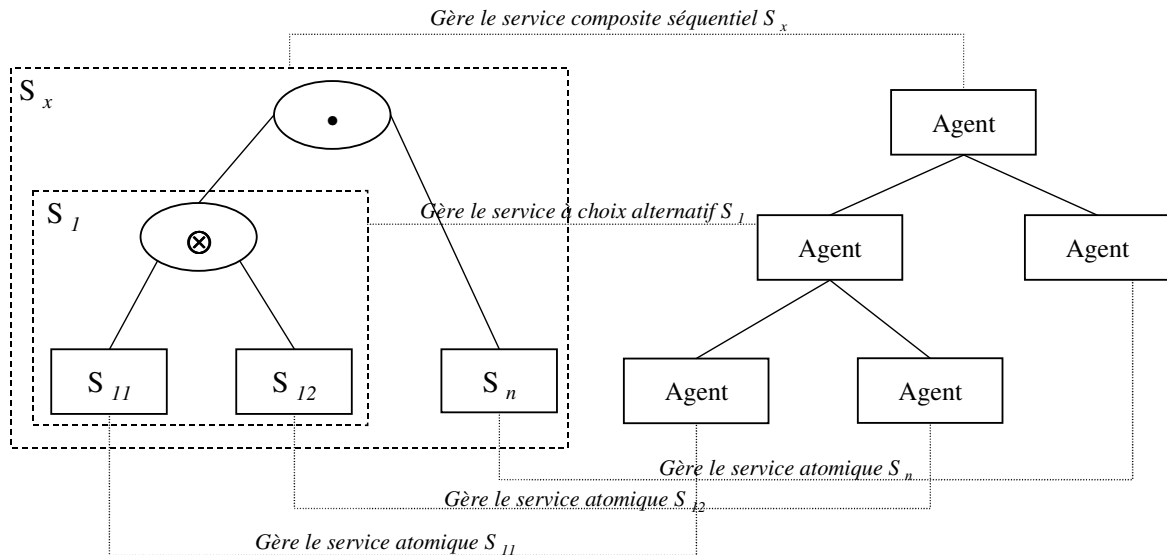 Gère le service composite séquentiel S x
S x
•
Agent
S 1
⊗
Gère le service à choix alternatif S 1
Agent
Agent
S 11
S 12
S n
Agent
Agent
Gère le service atomique S n
Gère le service atomique S 12
Gère le service atomique S 11